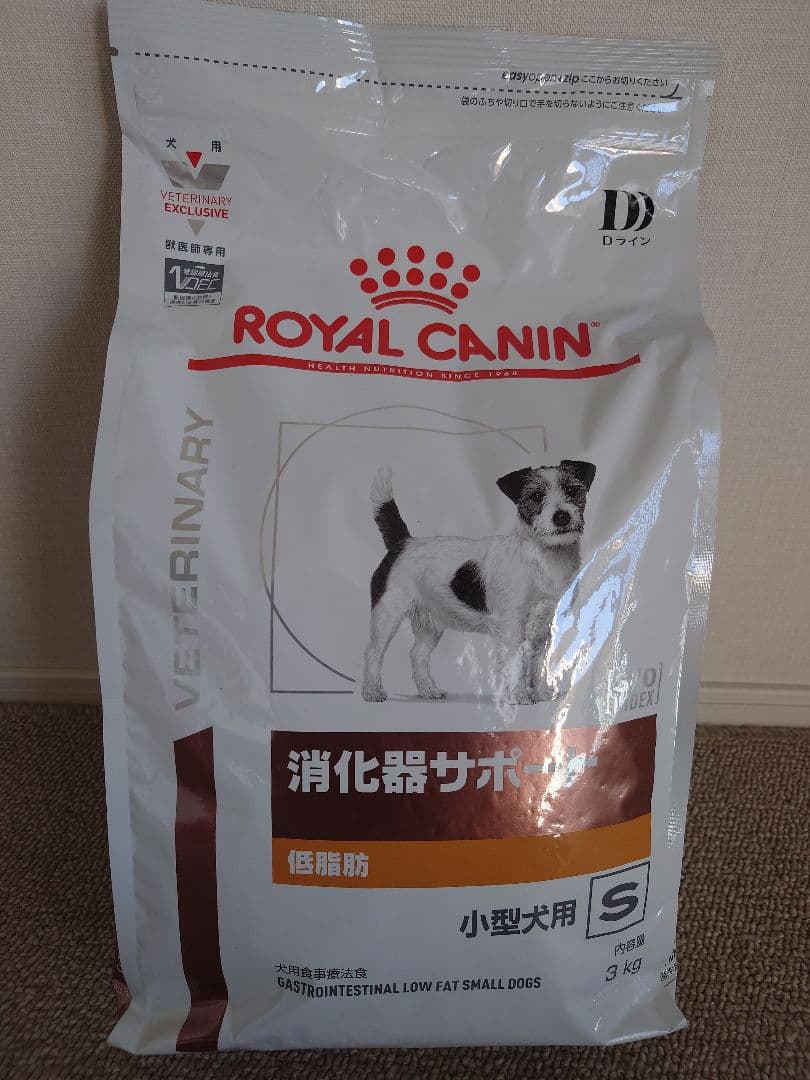 easyopen+zip ここからお切りください
袋のふちや切り口で手を切らないようにご注意ください
犬 用
VETERINARY
EXCLUSIVE
獣医師専用
Dライン
ROYAL CANIN®
HEALTH NUTRITION SINCE 1968
VETERINARY
消化器サポート
低脂肪
小型犬用 S
内容量
3 kg
犬用食事療法食
GASTROINTESTINAL LOW FAT SMALL DOGS